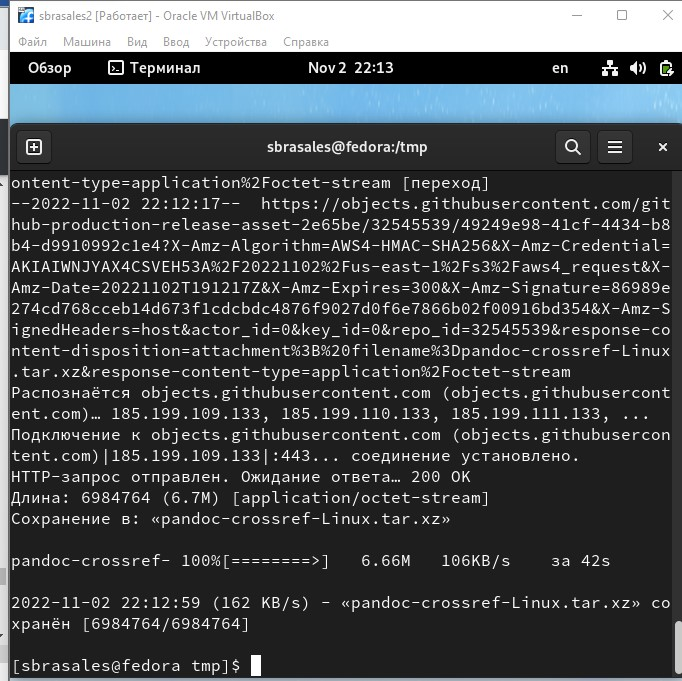 sbrasales2 [Работает] - Oracle VM VirtualBox
Файл Машина Вид Ввод Устройства Справка
Обзор Терминал Nov 2 22:13 en
sbrasales@fedora:/tmp
ontent-type=application%2Foctet-stream [переход]
--2022-11-02 22:12:17-- https://objects.githubusercontent.com/git
hub-production-release-asset-2e65be/32545539/49249e98-41cf-4434-b8
b4-d9910992c1e4?X-Amz-Algorithm=AWS4-HMAC-SHA256&X-Amz-Credential=
AKIAIWNJYAX4CSVEH53A%2F20221102%2Fus-east-1%2Fs3%2Faws4_request&X-
Amz-Date=20221102T191217Z&X-Amz-Expires=300&X-Amz-Signature=86989e
274cd768cceb14d673f1cdcbdc4876f9027d0f6e7866b02f00916bd354&X-Amz-S
ignedHeaders=host&actor_id=0&key_id=0&repo_id=32545539&response-co
ntent-disposition=attachment%3B%20filename%3Dpandoc-crossref-Linux
.tar.xz&response-content-type=application%2Foctet-stream
Распознаётся objects.githubusercontent.com (objects.githubusercont
ent.com)… 185.199.109.133, 185.199.110.133, 185.199.111.133, ...
Подключение к objects.githubusercontent.com (objects.githubusercon
tent.com)|185.199.109.133|:443... соединение установлено.
HTTP-запрос отправлен. Ожидание ответа… 200 OK
Длина: 6984764 (6.7M) [application/octet-stream]
Сохранение в: «pandoc-crossref-Linux.tar.xz»
pandoc-crossref- 100%[========>] 6.66M 106KB/s за 42s
2022-11-02 22:12:59 (162 KB/s) - «pandoc-crossref-Linux.tar.xz» со
хранён [6984764/6984764]
[sbrasales@fedora tmp]$